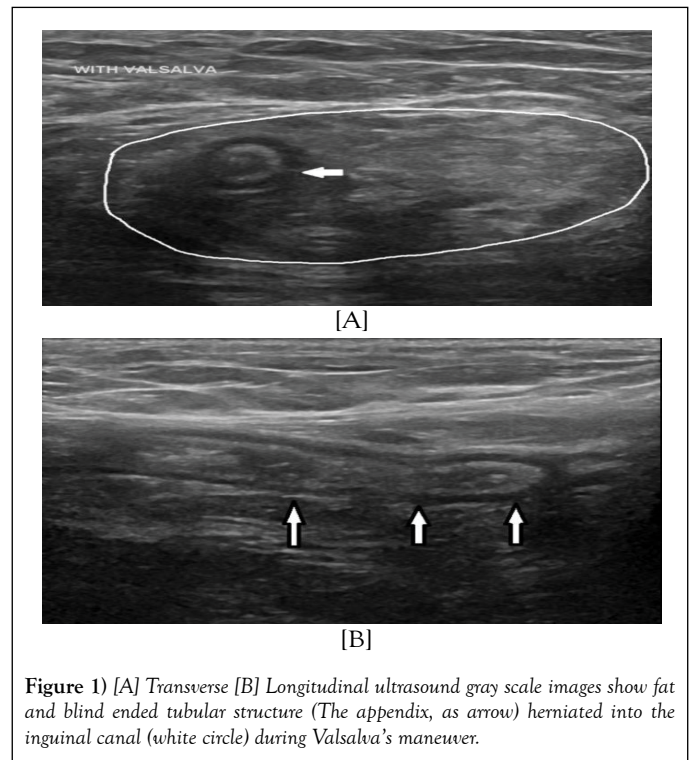 WITH VALSALVA
[A]
[B]
Figure 1) [A] Transverse [B] Longitudinal ultrasound gray scale images show fat
and blind ended tubular structure (The appendix, as arrow) herniated into the
inguinal canal (white circle) during Valsalva's maneuver.